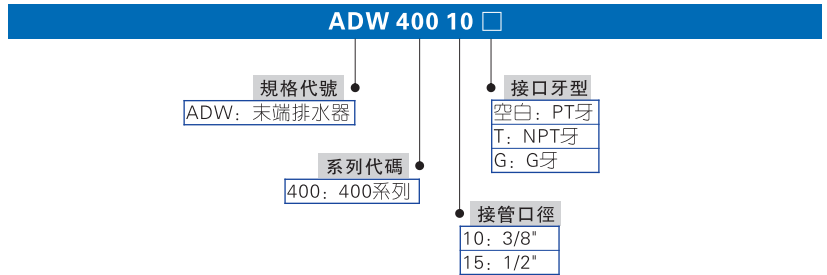 ADW 400 10 □
規格代號
ADW：末端排水器
接口牙型
空白：PT牙
T：NPT牙
G：G牙
系列代碼
400：400系列
接管口徑
10：3/8"
15：1/2"